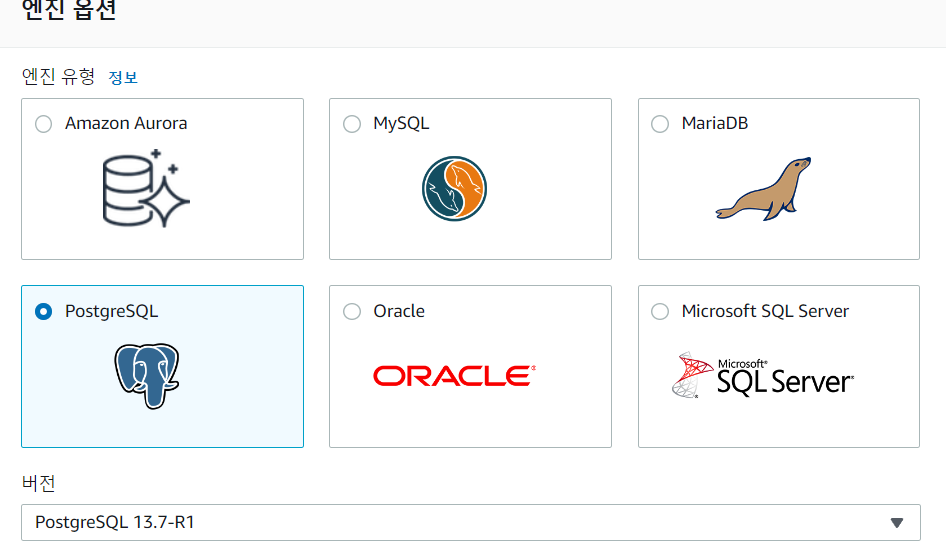 엔진 옵션
엔진 유형 정보
Amazon Aurora
MySQL
MariaDB
PostgreSQL
Oracle
Microsoft SQL Server
ORACLE®
Microsoft®
SQL Server®
버전
PostgreSQL 13.7-R1